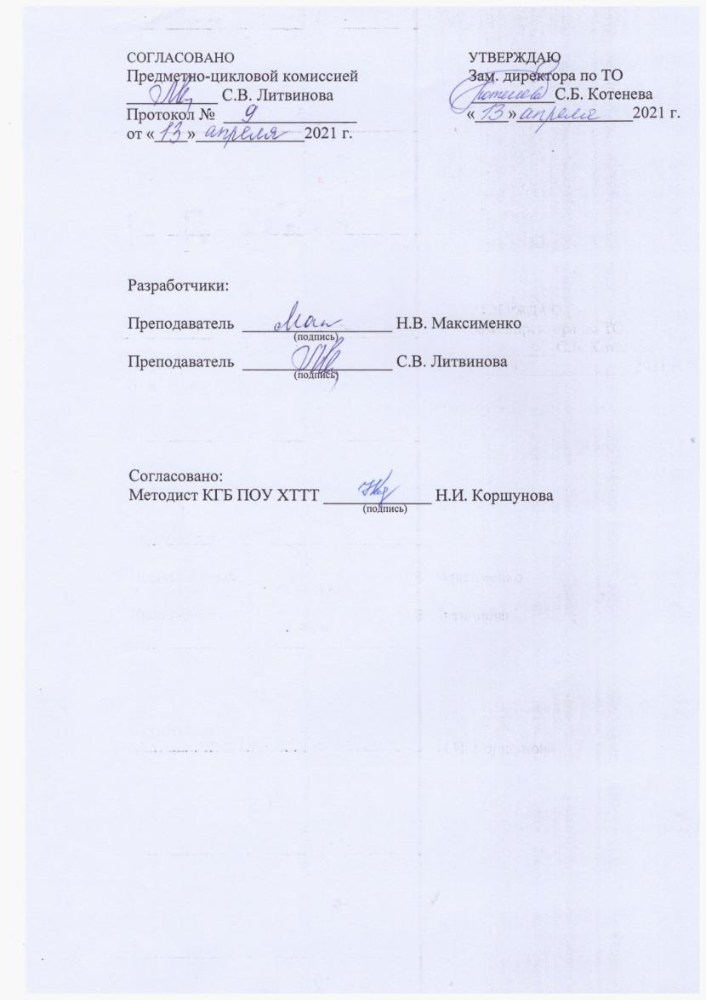 СОГЛАСОВАНО
Предметно-цикловой комиссией
С.В. Литвинова
Протокол № 9
от «13» апреля 2021 г.
УТВЕРЖДАЮ
Зам. директора по ТО
Котенева С.Б. Котенева
«13» апреля 2021 г.
Разработчики:
Преподаватель Н.В. Максименко
(подпись)
Преподаватель С.В. Литвинова
(подпись)
Согласовано:
Методист КГБ ПОУ ХТТТ Н.И. Коршунова
(подпись)